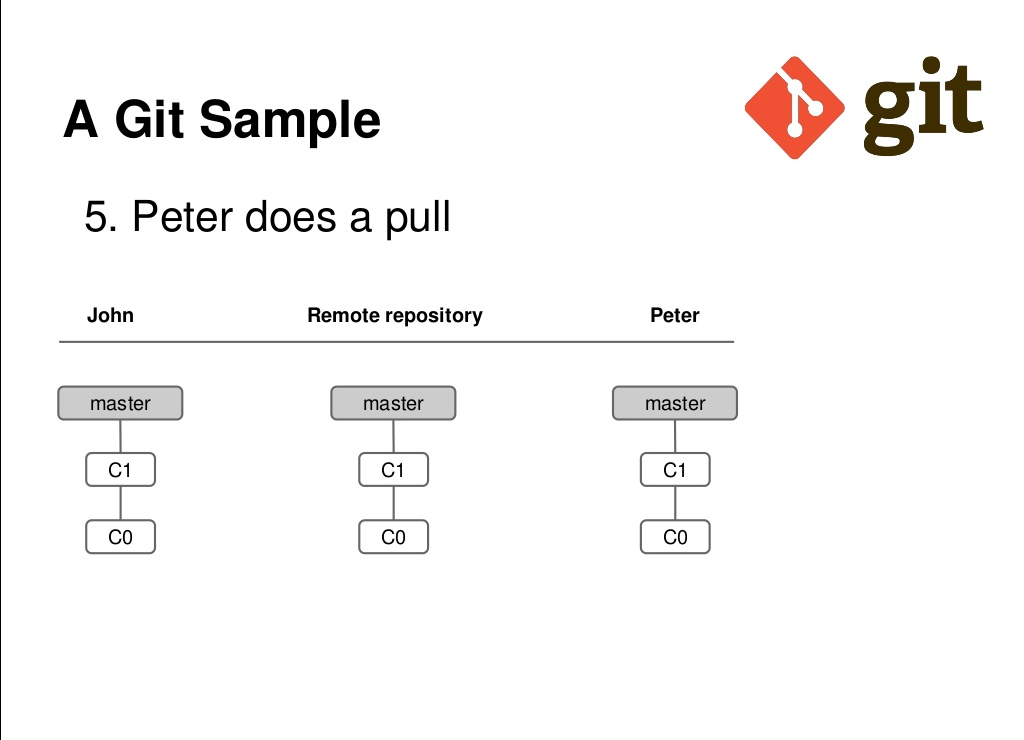 git
A Git Sample
5. Peter does a pull
John Remote repository Peter
master master master
C1 C1 C1
C0 C0 C0